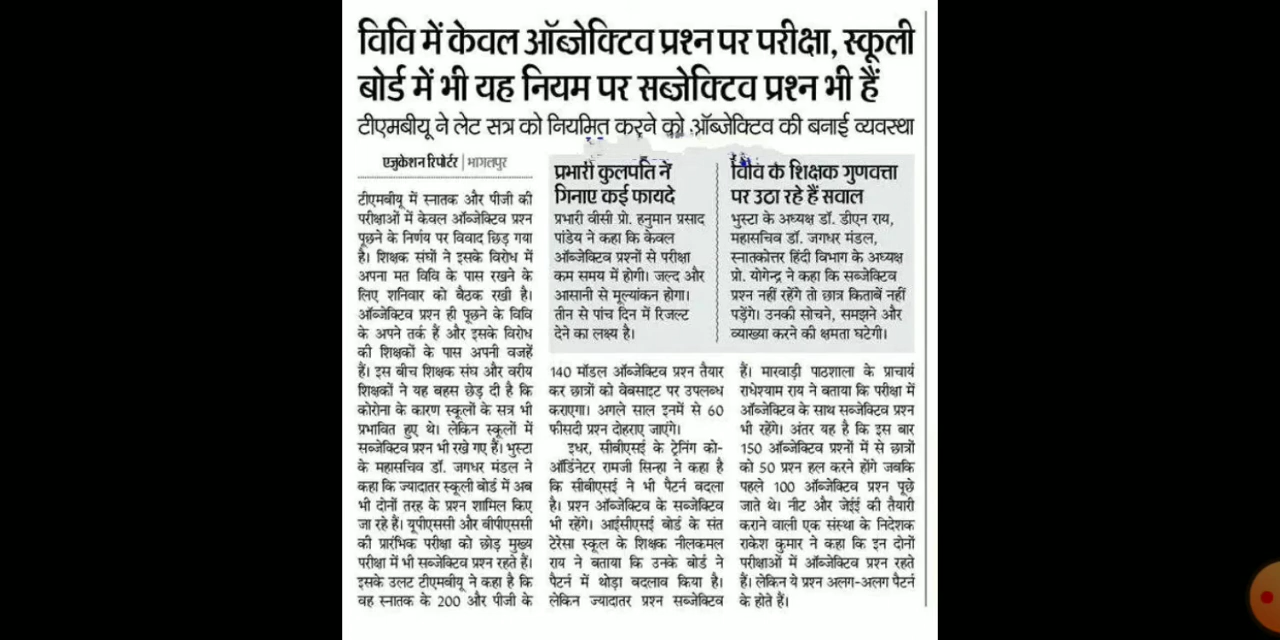 विवि में केवल ऑब्जेक्टिव प्रश्न पर परीक्षा, स्कूली
बोर्ड में भी यह नियम पर सब्जेक्टिव प्रश्न भी हैं
टीएमबीयू ने लेट सत्र को नियमित करने को ऑब्जेक्टिव की बनाई व्यवस्था
एजुकेशन रिपोर्टर | भागलपुर
टीएमबीयू में स्नातक और पीजी की
परीक्षाओं में केवल ऑब्जेक्टिव प्रश्न
पूछने के निर्णय पर विवाद छिड़ गया
है। शिक्षक संघों ने इसके विरोध में
अपना मत विवि के पास रखने के
लिए शनिवार को बैठक रखी है।
ऑब्जेक्टिव प्रश्न ही पूछने के विवि
के अपने तर्क हैं और इसके विरोध
की शिक्षकों के पास अपनी वजहें
हैं। इस बीच शिक्षक संघ और वरीय
शिक्षकों ने यह बहस छेड़ दी है कि
कोरोना के कारण स्कूलों के सत्र भी
प्रभावित हुए थे। लेकिन स्कूलों में
सब्जेक्टिव प्रश्न भी रखे गए हैं। भुस्टा
के महासचिव डॉ. जगधर मंडल ने
कहा कि ज्यादातर स्कूली बोर्ड में अब
भी दोनों तरह के प्रश्न शामिल किए
जा रहे हैं। यूपीएससी और बीपीएससी
की प्रारंभिक परीक्षा को छोड़ मुख्य
परीक्षा में भी सब्जेक्टिव प्रश्न रहते हैं।
इसके उलट टीएमबीयू ने कहा है कि
वह स्नातक के 200 और पीजी के
प्रभारी कुलपति ने
गिनाए कई फायदे
प्रभारी वीसी प्रो. हनुमान प्रसाद
पांडेय ने कहा कि केवल
ऑब्जेक्टिव प्रश्नों से परीक्षा
कम समय में होगी। जल्द और
आसानी से मूल्यांकन होगा।
तीन से पांच दिन में रिजल्ट
देने का लक्ष्य है।
विवि के शिक्षक गुणवत्ता
पर उठा रहे हैं सवाल
भुस्टा के अध्यक्ष डॉ. डीएन राय,
महासचिव डॉ. जगधर मंडल,
स्नातकोत्तर हिंदी विभाग के अध्यक्ष
प्रो. योगेन्द्र ने कहा कि सब्जेक्टिव
प्रश्न नहीं रहेंगे तो छात्र किताबें नहीं
पड़ेंगे। उनकी सोचने, समझने और
व्याख्या करने की क्षमता घटेगी।
140 मॉडल ऑब्जेक्टिव प्रश्न तैयार
कर छात्रों को वेबसाइट पर उपलब्ध
कराएगा। अगले साल इनमें से 60
फीसदी प्रश्न दोहराए जाएंगे।
इधर, सीबीएसई के ट्रेनिंग को-
ऑर्डिनेटर रामजी सिन्हा ने कहा है
कि सीबीएसई ने भी पैटर्न बदला
है। प्रश्न ऑब्जेक्टिव के सब्जेक्टिव
भी रहेंगे। आईसीएसई बोर्ड के संत
टेरेसा स्कूल के शिक्षक नीलकमल
राय ने बताया कि उनके बोर्ड ने
पैटर्न में थोड़ा बदलाव किया है।
लेकिन ज्यादातर प्रश्न सब्जेक्टिव
हैं। मारवाड़ी पाठशाला के प्राचार्य
राधेश्याम राय ने बताया कि परीक्षा में
ऑब्जेक्टिव के साथ सब्जेक्टिव प्रश्न
भी रहेंगे। अंतर यह है कि इस बार
150 ऑब्जेक्टिव प्रश्नों में से छात्रों
को 50 प्रश्न हल करने होंगे जबकि
पहले 100 ऑब्जेक्टिव प्रश्न पूछे
जाते थे। नीट और जेईई की तैयारी
कराने वाली एक संस्था के निदेशक
राकेश कुमार ने कहा कि इन दोनों
परीक्षाओं में ऑब्जेक्टिव प्रश्न रहते
हैं। लेकिन ये प्रश्न अलग-अलग पैटर्न
के होते हैं।